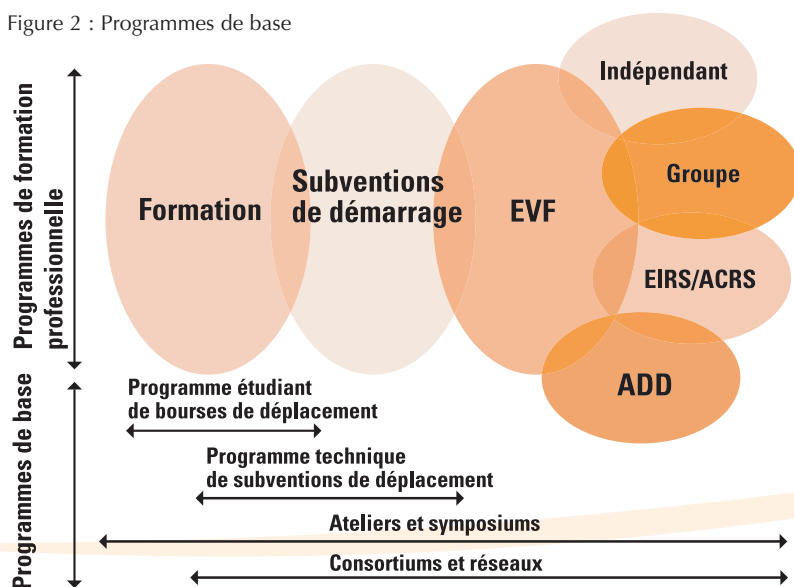 Figure 2 : Programmes de base
Programmes de formation
professionnelle
Formation
Subventions
de démarrage
EVF
Indépendant
Groupe
EIRS/ACRS
ADD
Programmes de base
Programme étudiant
de bourses de déplacement
Programme technique
de subventions de déplacement
Ateliers et symposiums
Consortiums et réseaux